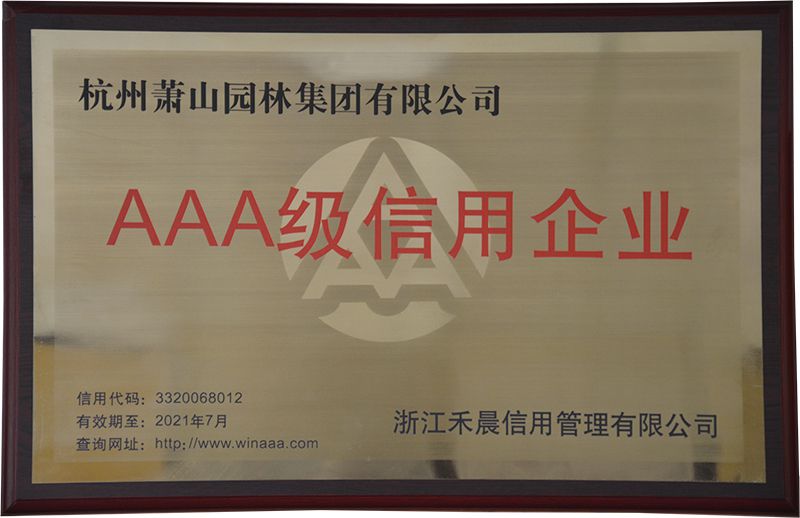 杭州萧山园林集团有限公司
AAA级信用企业
AAA
信用代码：3320068012
有效期至：2021年7月
查询网址：http://www.winaaa.com
浙江禾晨信用管理有限公司